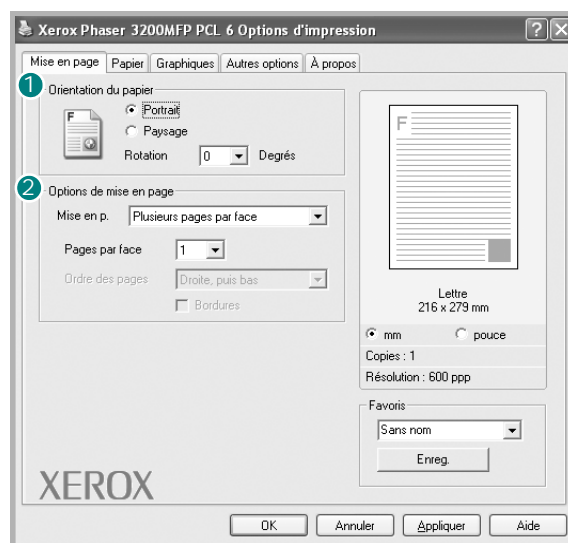 Xerox Phaser 3200MFP PCL 6 Options d'impression
Mise en page Papier Graphiques Autres options À propos
1 Orientation du papier
F
Portrait
Paysage
Rotation 0 Degrés
2 Options de mise en page
Mise en p. Plusieurs pages par face
Pages par face 1
Ordre des pages Droite, puis bas
Bordures
F
Lettre
216 x 279 mm
mm pouce
Copies : 1
Résolution : 600 ppp
Favoris
Sans nom
Enreg.
XEROX
OK Annuler Appliquer Aide